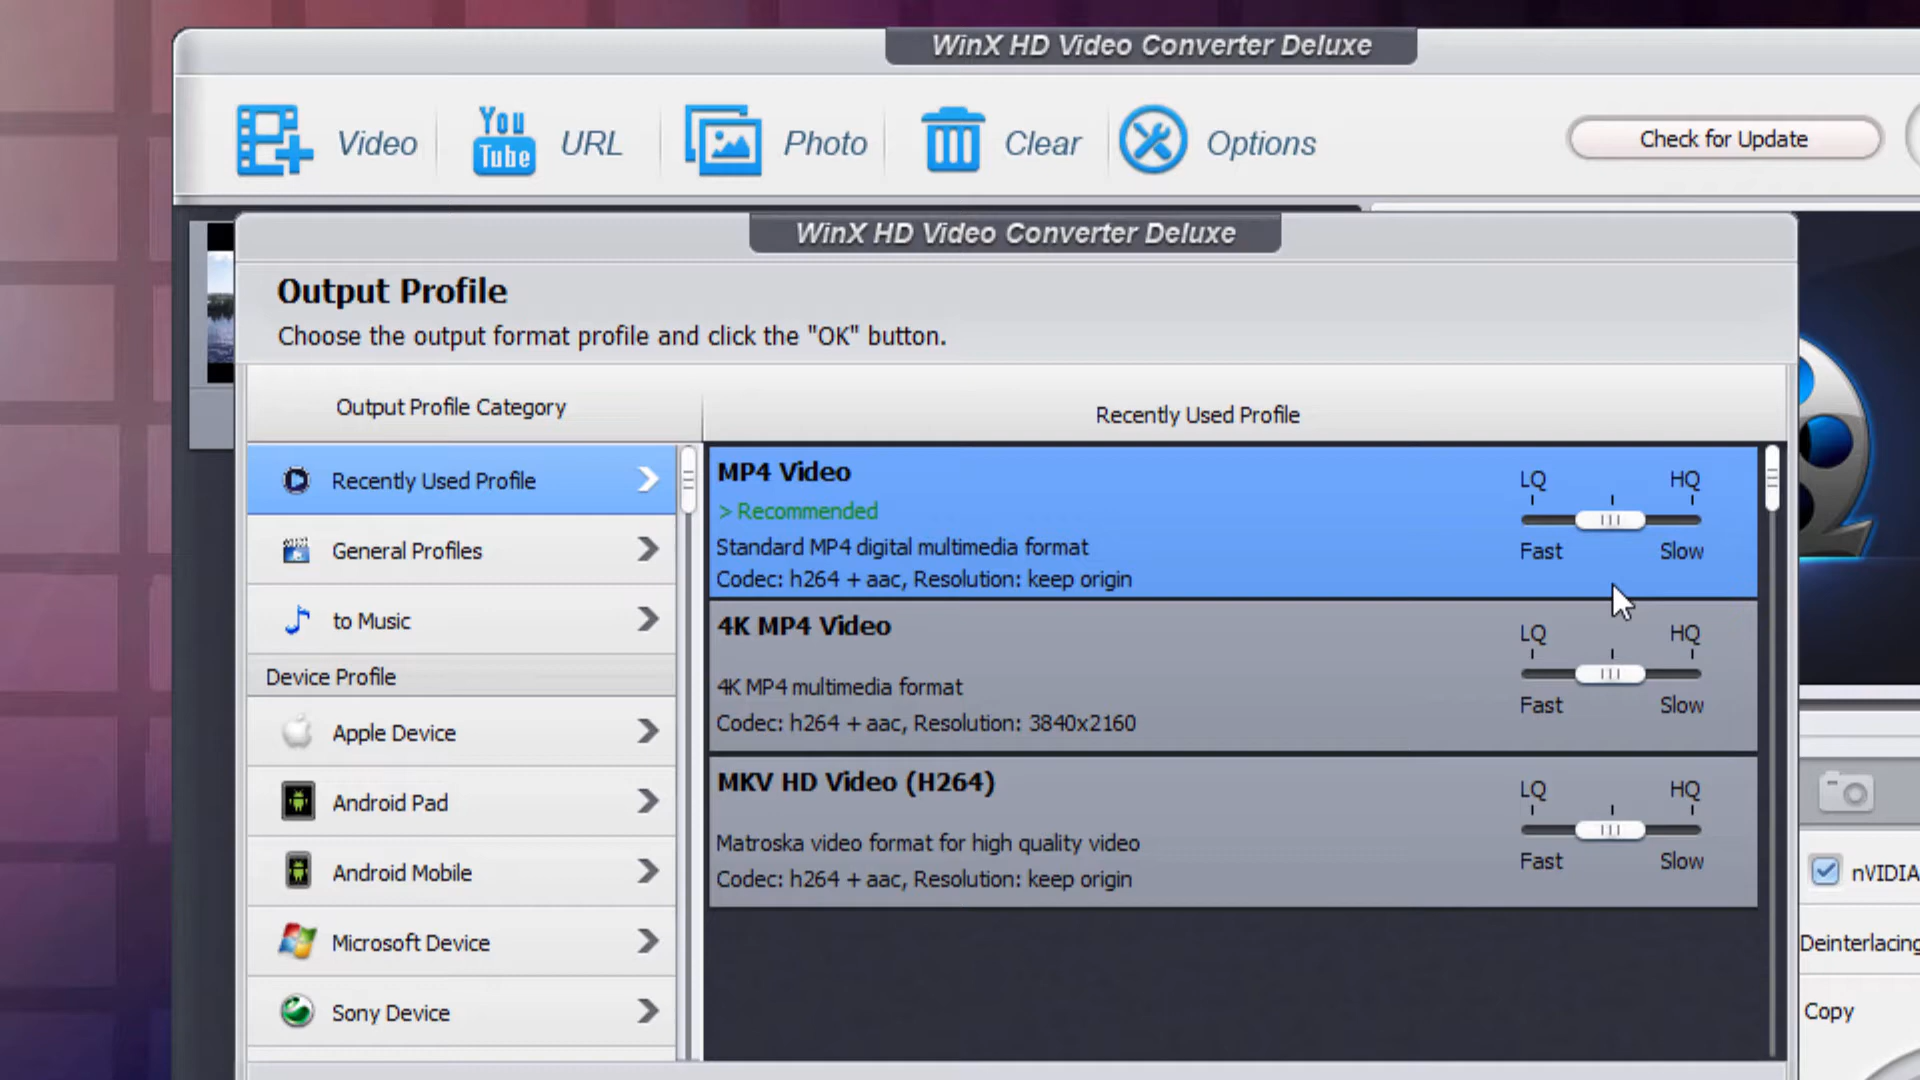 WinX HD Video Converter Deluxe
Video
You Tube URL
Photo
Clear
Options
Check for Update
WinX HD Video Converter Deluxe
Output Profile
Choose the output format profile and click the "OK" button.
Output Profile Category
Recently Used Profile
General Profiles
to Music
Device Profile
Apple Device
Android Pad
Android Mobile
Microsoft Device
Sony Device
Recently Used Profile
MP4 Video
> Recommended
Standard MP4 digital multimedia format
Codec: h264 + aac, Resolution: keep origin
LQ HQ
Fast Slow
4K MP4 Video
4K MP4 multimedia format
Codec: h264 + aac, Resolution: 3840x2160
LQ HQ
Fast Slow
MKV HD Video (H264)
Matroska video format for high quality video
Codec: h264 + aac, Resolution: keep origin
LQ HQ
Fast Slow
nVIDIA
Deinterlacing
Copy